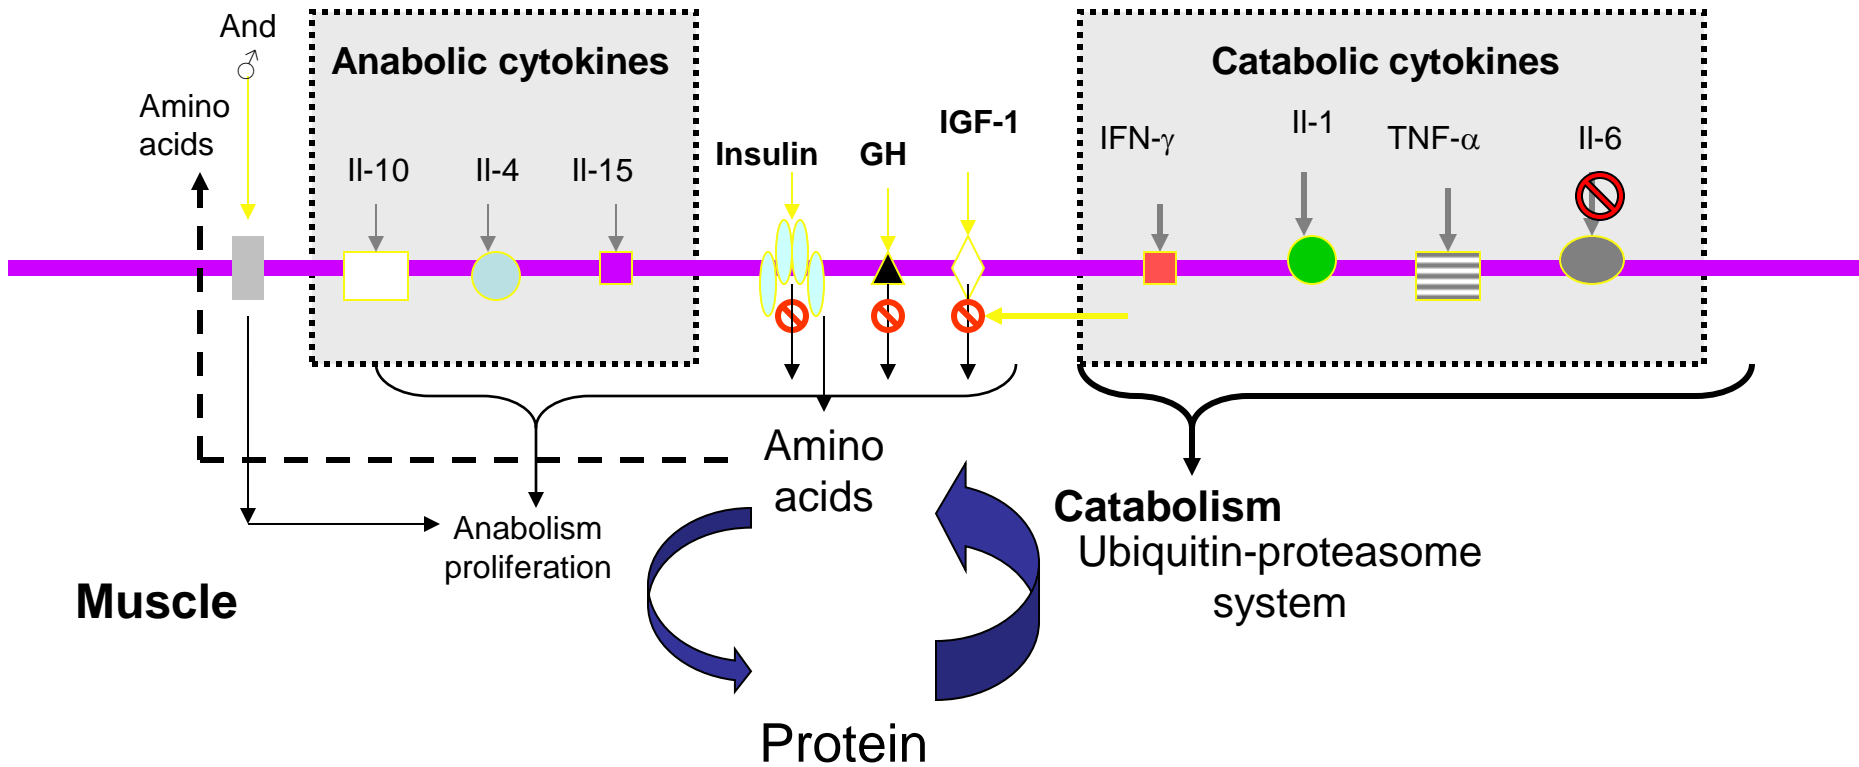 And
♂
Amino
acids
Anabolic cytokines
Il-10
Il-4
Il-15
Insulin
GH
IGF-1
Catabolic cytokines
IFN-γ
Il-1
TNF-α
Il-6
Amino
acids
Anabolism
proliferation
Catabolism
Ubiquitin-proteasome
system
Muscle
Protein